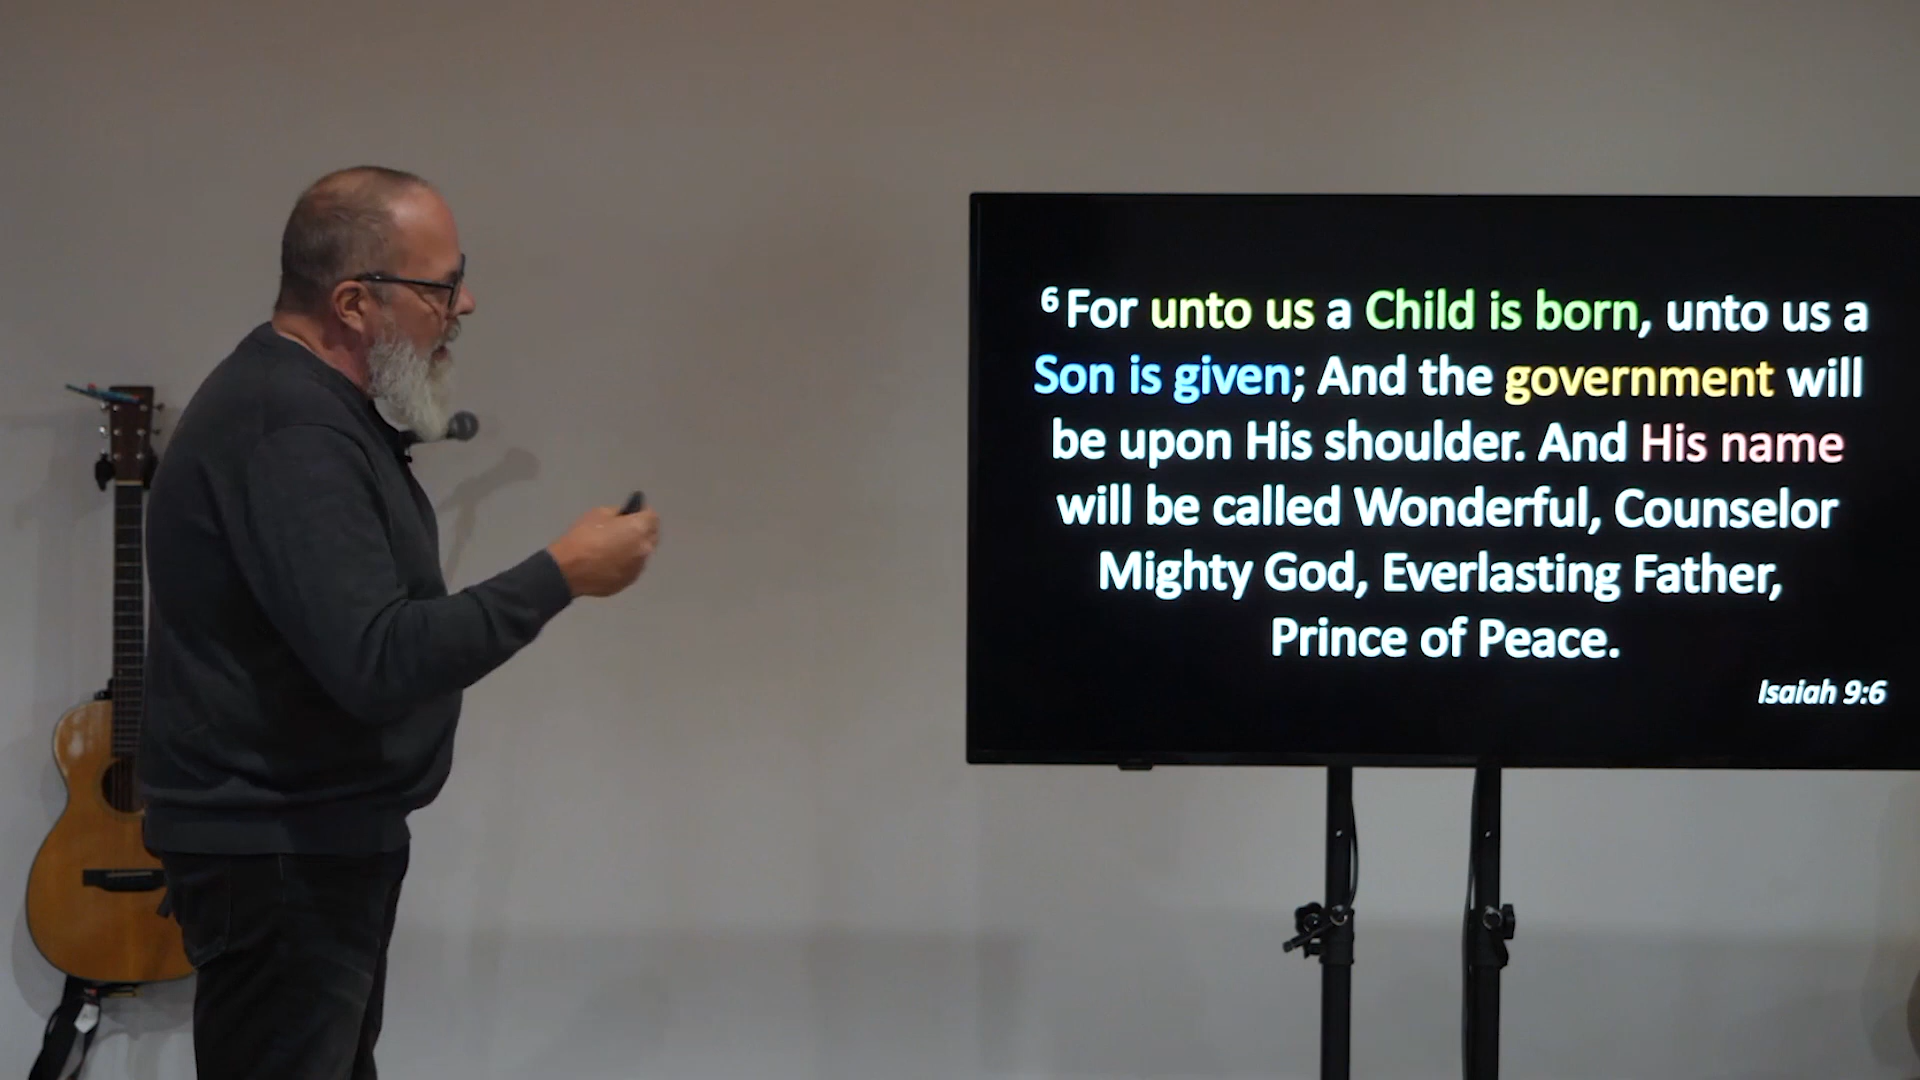 6 For unto us a Child is born, unto us a
Son is given; And the government will
be upon His shoulder. And His name
will be called Wonderful, Counselor
Mighty God, Everlasting Father,
Prince of Peace.
Isaiah 9:6